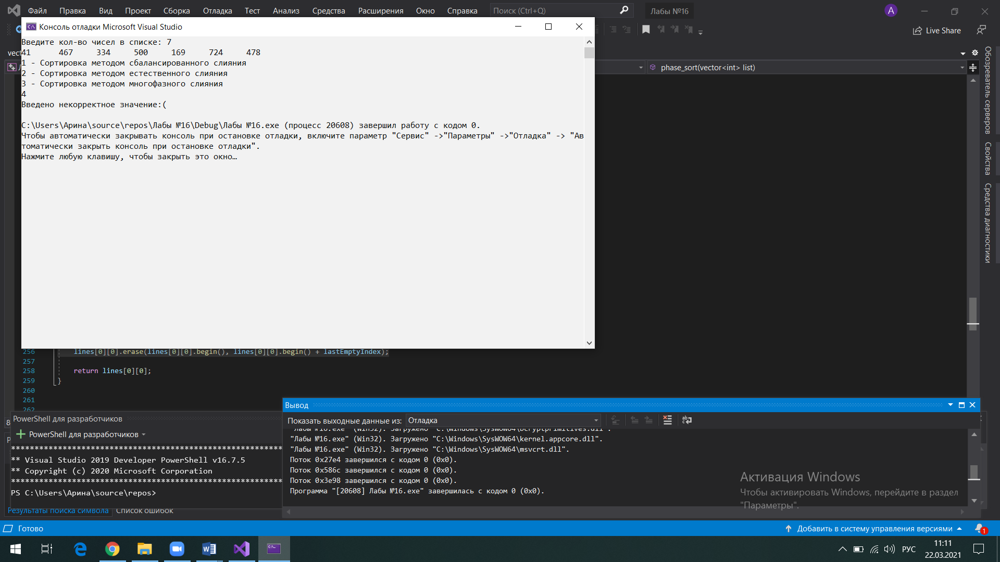 Файл Правка Вид Проект Сборка Отладка Тест Анализ Средства Расширения Окно Справка Поиск (Ctrl+Q) Лабы №16 A
Live Share
Консоль отладки Microsoft Visual Studio
Введите кол-во чисел в списке: 7
41 467 334 500 169 724 478
1 - Сортировка методом сбалансированного слияния
2 - Сортировка методом естественного слияния
3 - Сортировка методом многофазного слияния
4
Введено некорректное значение:(
C:\Users\Арина\source\repos\Лабы №16\Debug\Лабы №16.exe (процесс 20608) завершил работу с кодом 0.
Чтобы автоматически закрывать консоль при остановке отладки, включите параметр "Сервис" ->"Параметры" ->"Отладка" -> "Ав
томатически закрыть консоль при остановке отладки".
Нажмите любую клавишу, чтобы закрыть это окно…
phase_sort(vector<int> list)
Обозреватель серверов
Свойства
Средства диагностики
256 lines[0][0].erase(lines[0][0].begin(), lines[0][0].begin() + lastEmptyIndex);
257
258 return lines[0][0];
259 }
260
261
262
PowerShell для разработчиков
PowerShell для разработчиков
**********************************************************
** Visual Studio 2019 Developer PowerShell v16.7.5
** Copyright (c) 2020 Microsoft Corporation
**********************************************************
PS C:\Users\Арина\source\repos>
Результаты поиска символа Список ошибок
Вывод
Показать выходные данные из: Отладка
"Лабы №16.exe" (Win32). Загружено "C:\Windows\SysWOW64\bcryptprimitives.dll".
"Лабы №16.exe" (Win32). Загружено "C:\Windows\SysWOW64\kernel.appcore.dll".
"Лабы №16.exe" (Win32). Загружено "C:\Windows\SysWOW64\msvcrt.dll".
Поток 0x27e4 завершился с кодом 0 (0x0).
Поток 0x586c завершился с кодом 0 (0x0).
Поток 0x3e98 завершился с кодом 0 (0x0).
Программа "[20608] Лабы №16.exe" завершилась с кодом 0 (0x0).
Активация Windows
Чтобы активировать Windows, перейдите в раздел
"Параметры".
Готово
Добавить в систему управления версиями 1
РУС
11:11
22.03.2021